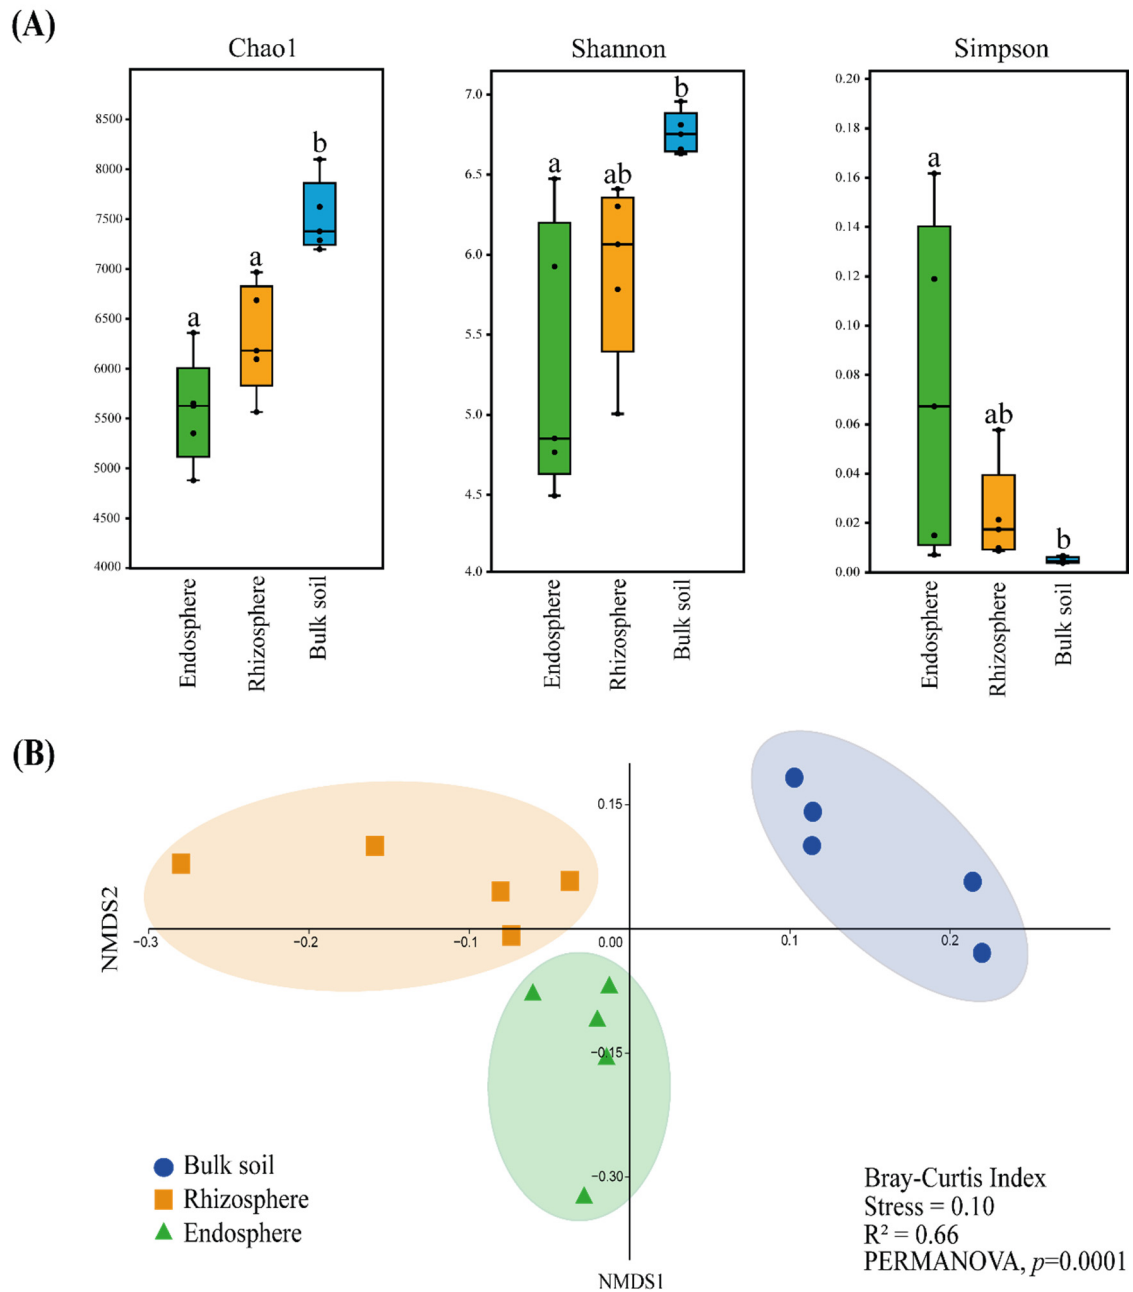 (A)
Chao1
Shannon
Simpson
8500
8000
7500
7000
6500
6000
5500
5000
4500
4000
a
a
b
Endosphere
Rhizosphere
Bulk soil
7.0
6.5
6.0
5.5
5.0
4.5
4.0
a
ab
b
Endosphere
Rhizosphere
Bulk soil
0.20
0.18
0.16
0.14
0.12
0.10
0.08
0.06
0.04
0.02
0.00
a
ab
b
Endosphere
Rhizosphere
Bulk soil
(B)
NMDS2
0.15
−0.3
−0.2
−0.1
0.00
0.1
0.2
−0.15
−0.30
NMDS1
Bulk soil
Rhizosphere
Endosphere
Bray-Curtis Index
Stress = 0.10
R² = 0.66
PERMANOVA, p=0.0001